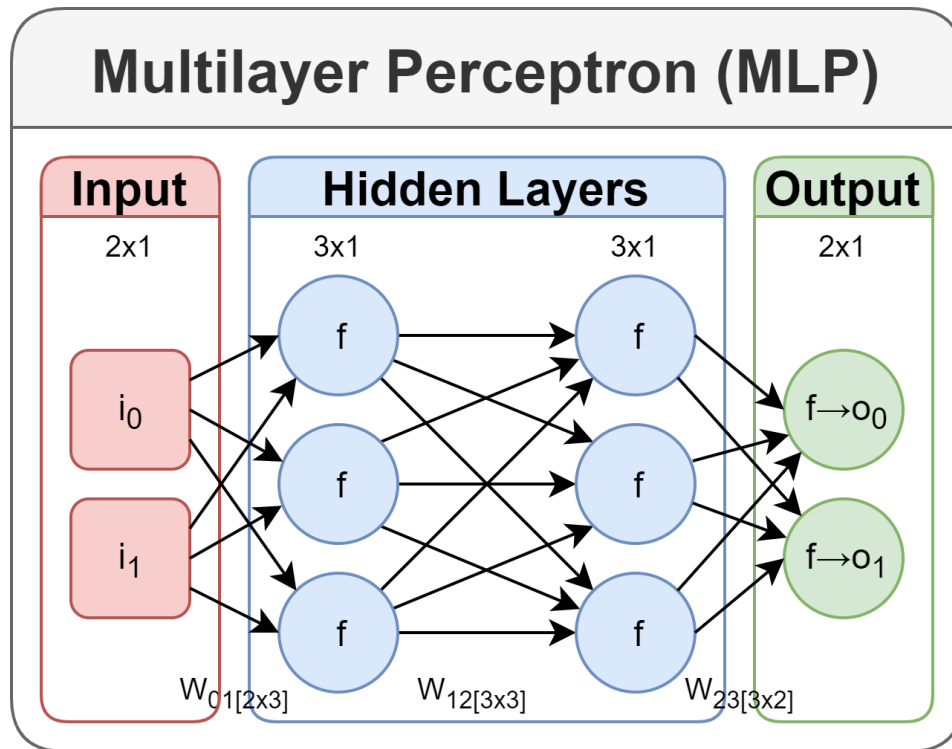 Multilayer Perceptron (MLP)
Input
Hidden Layers
Output
2x1
3x1
3x1
2x1
i0
i1
f
f
f
f
f
f
f→o0
f→o1
W01[2x3]
W12[3x3]
W23[3x2]